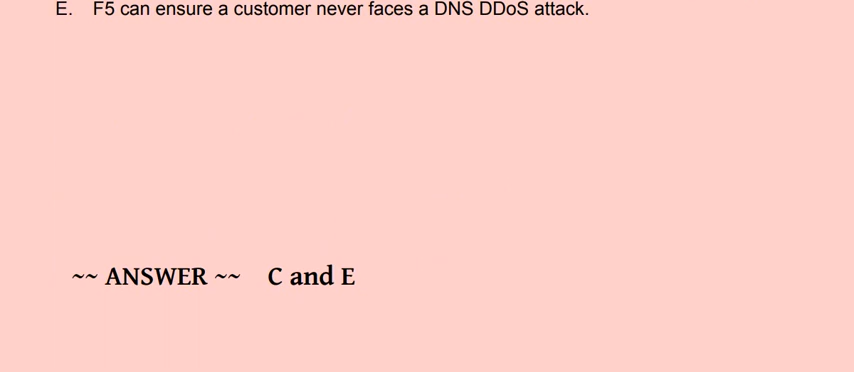 E. F5 can ensure a customer never faces a DNS DDoS attack.
~~ ANSWER ~~ C and E